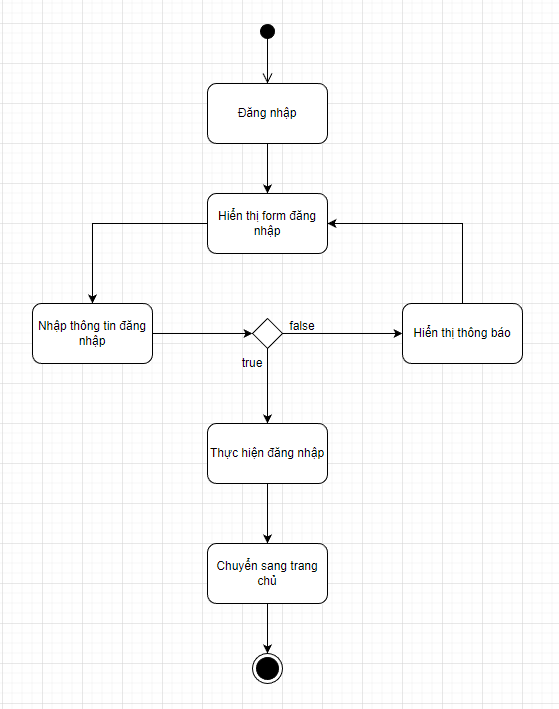 Đăng nhập
Hiển thị form đăng
nhập
Nhập thông tin đăng
nhập
false
Hiển thị thông báo
true
Thực hiện đăng nhập
Chuyển sang trang
chủ